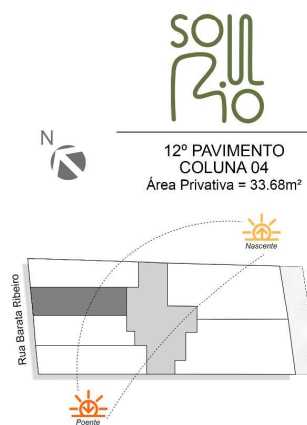 SOUL
Rio
N
12º PAVIMENTO
COLUNA 04
Área Privativa = 33.68m²
Nascente
Rua Barata Ribeiro
Poente